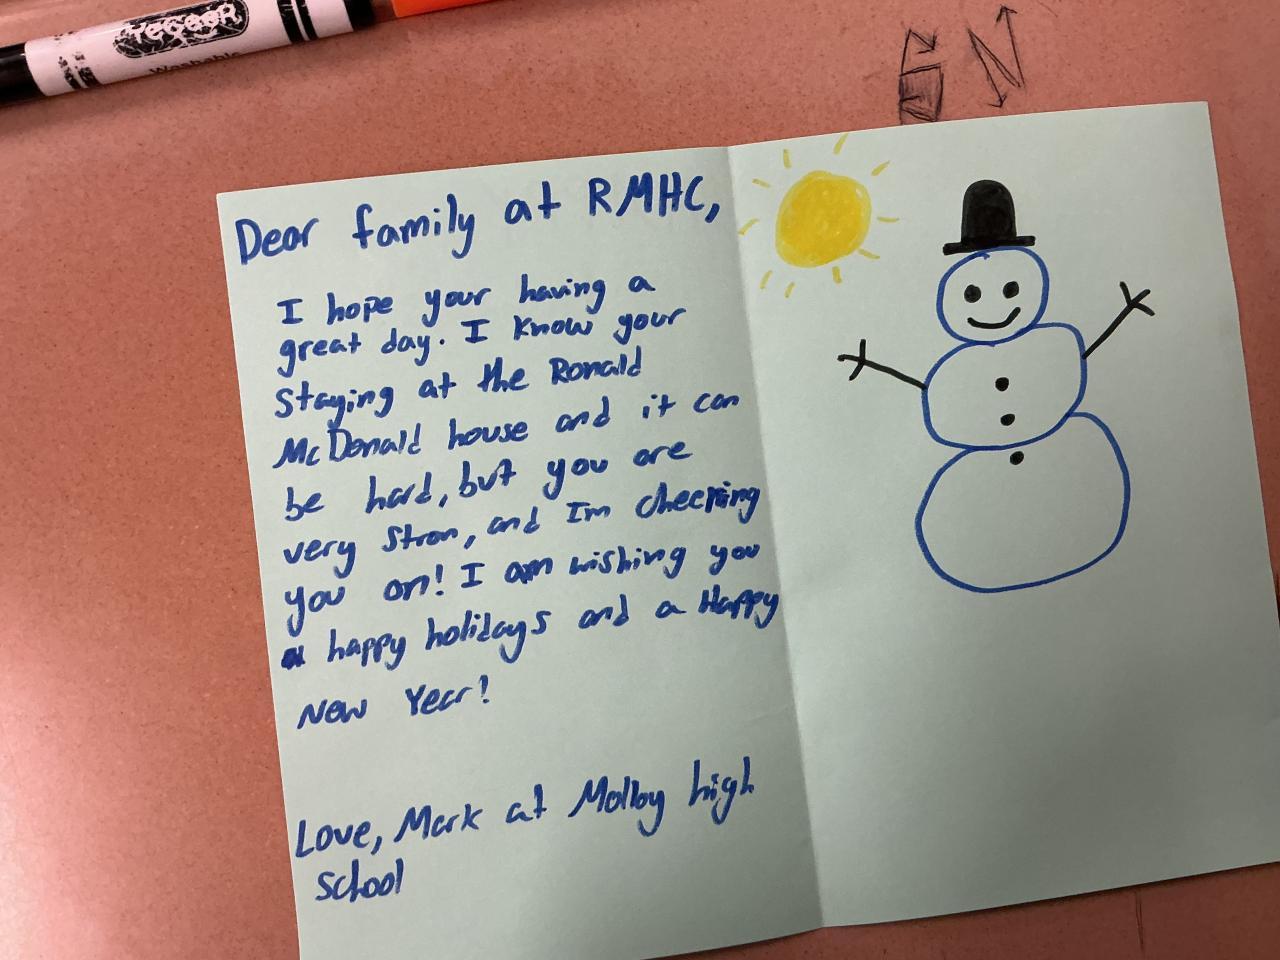 Washable
GN
Dear family at RMHC,
I hope your having a
great day. I know your
Staying at the Ronald
McDonald house and it can
be hard, but you are
very stron, and Im cheering
you on! I am wishing you
a happy holidays and a Happy
New Year!
Love, Mark at Molloy high
school